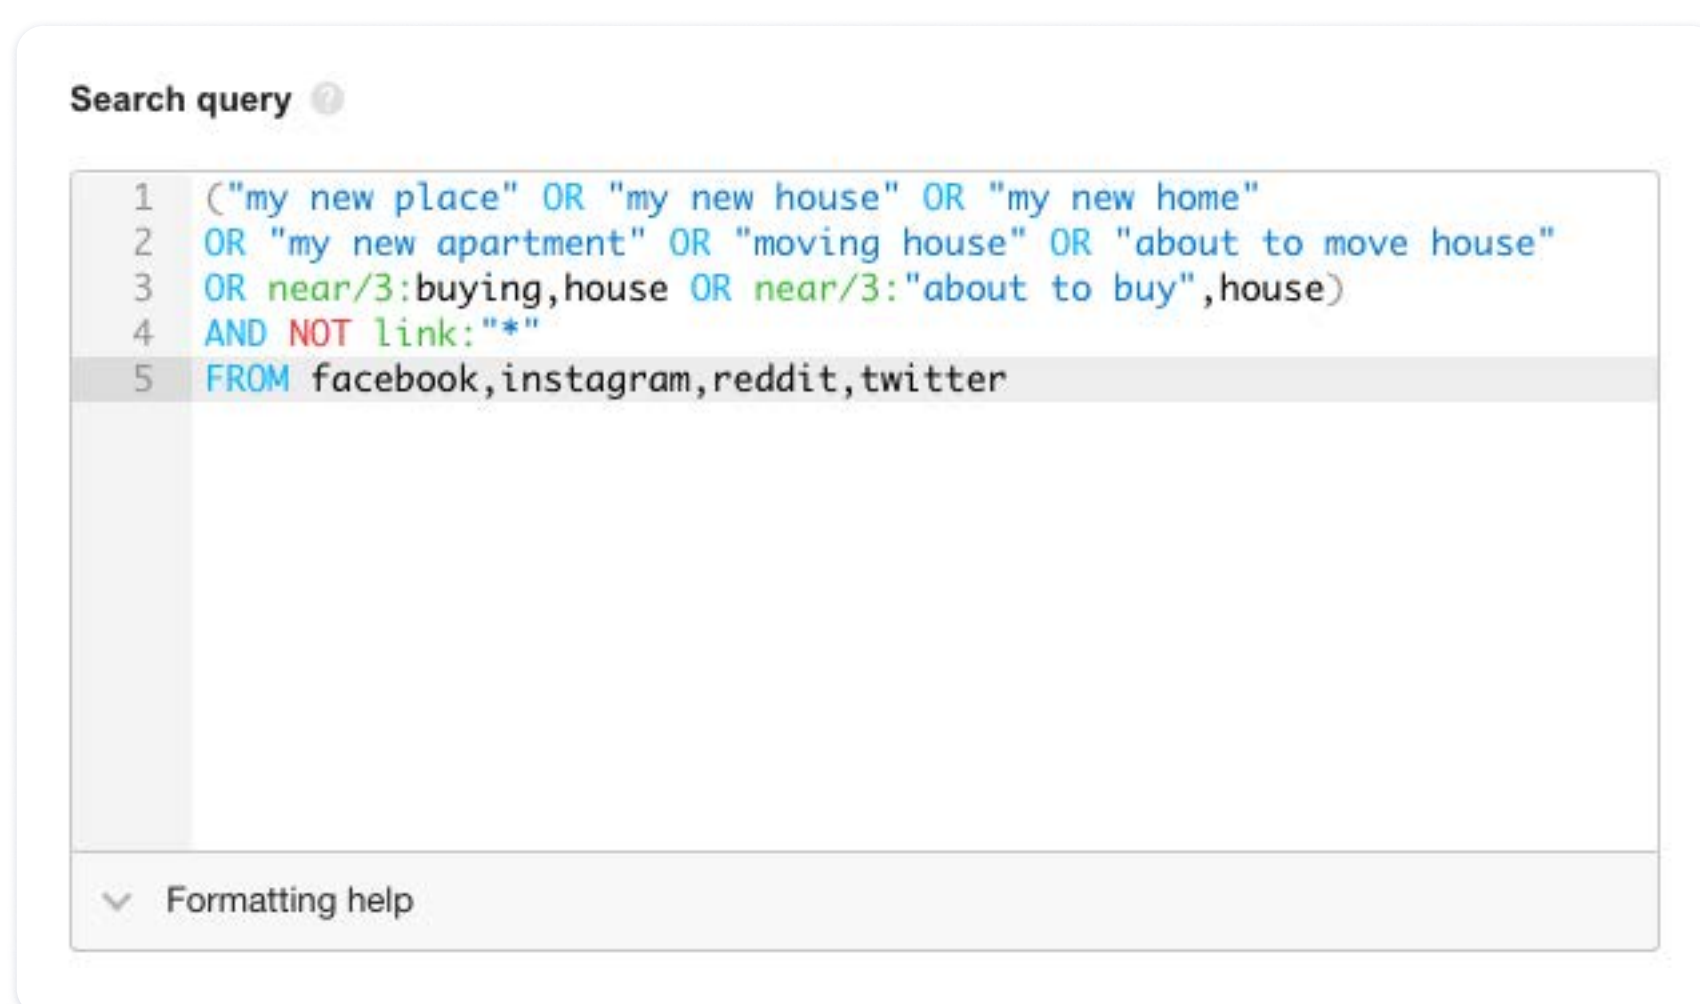 Search query ?
1 ("my new place" OR "my new house" OR "my new home"
2 OR "my new apartment" OR "moving house" OR "about to move house"
3 OR near/3:buying,house OR near/3:"about to buy",house)
4 AND NOT link:"*"
5 FROM facebook,instagram,reddit,twitter
Formatting help